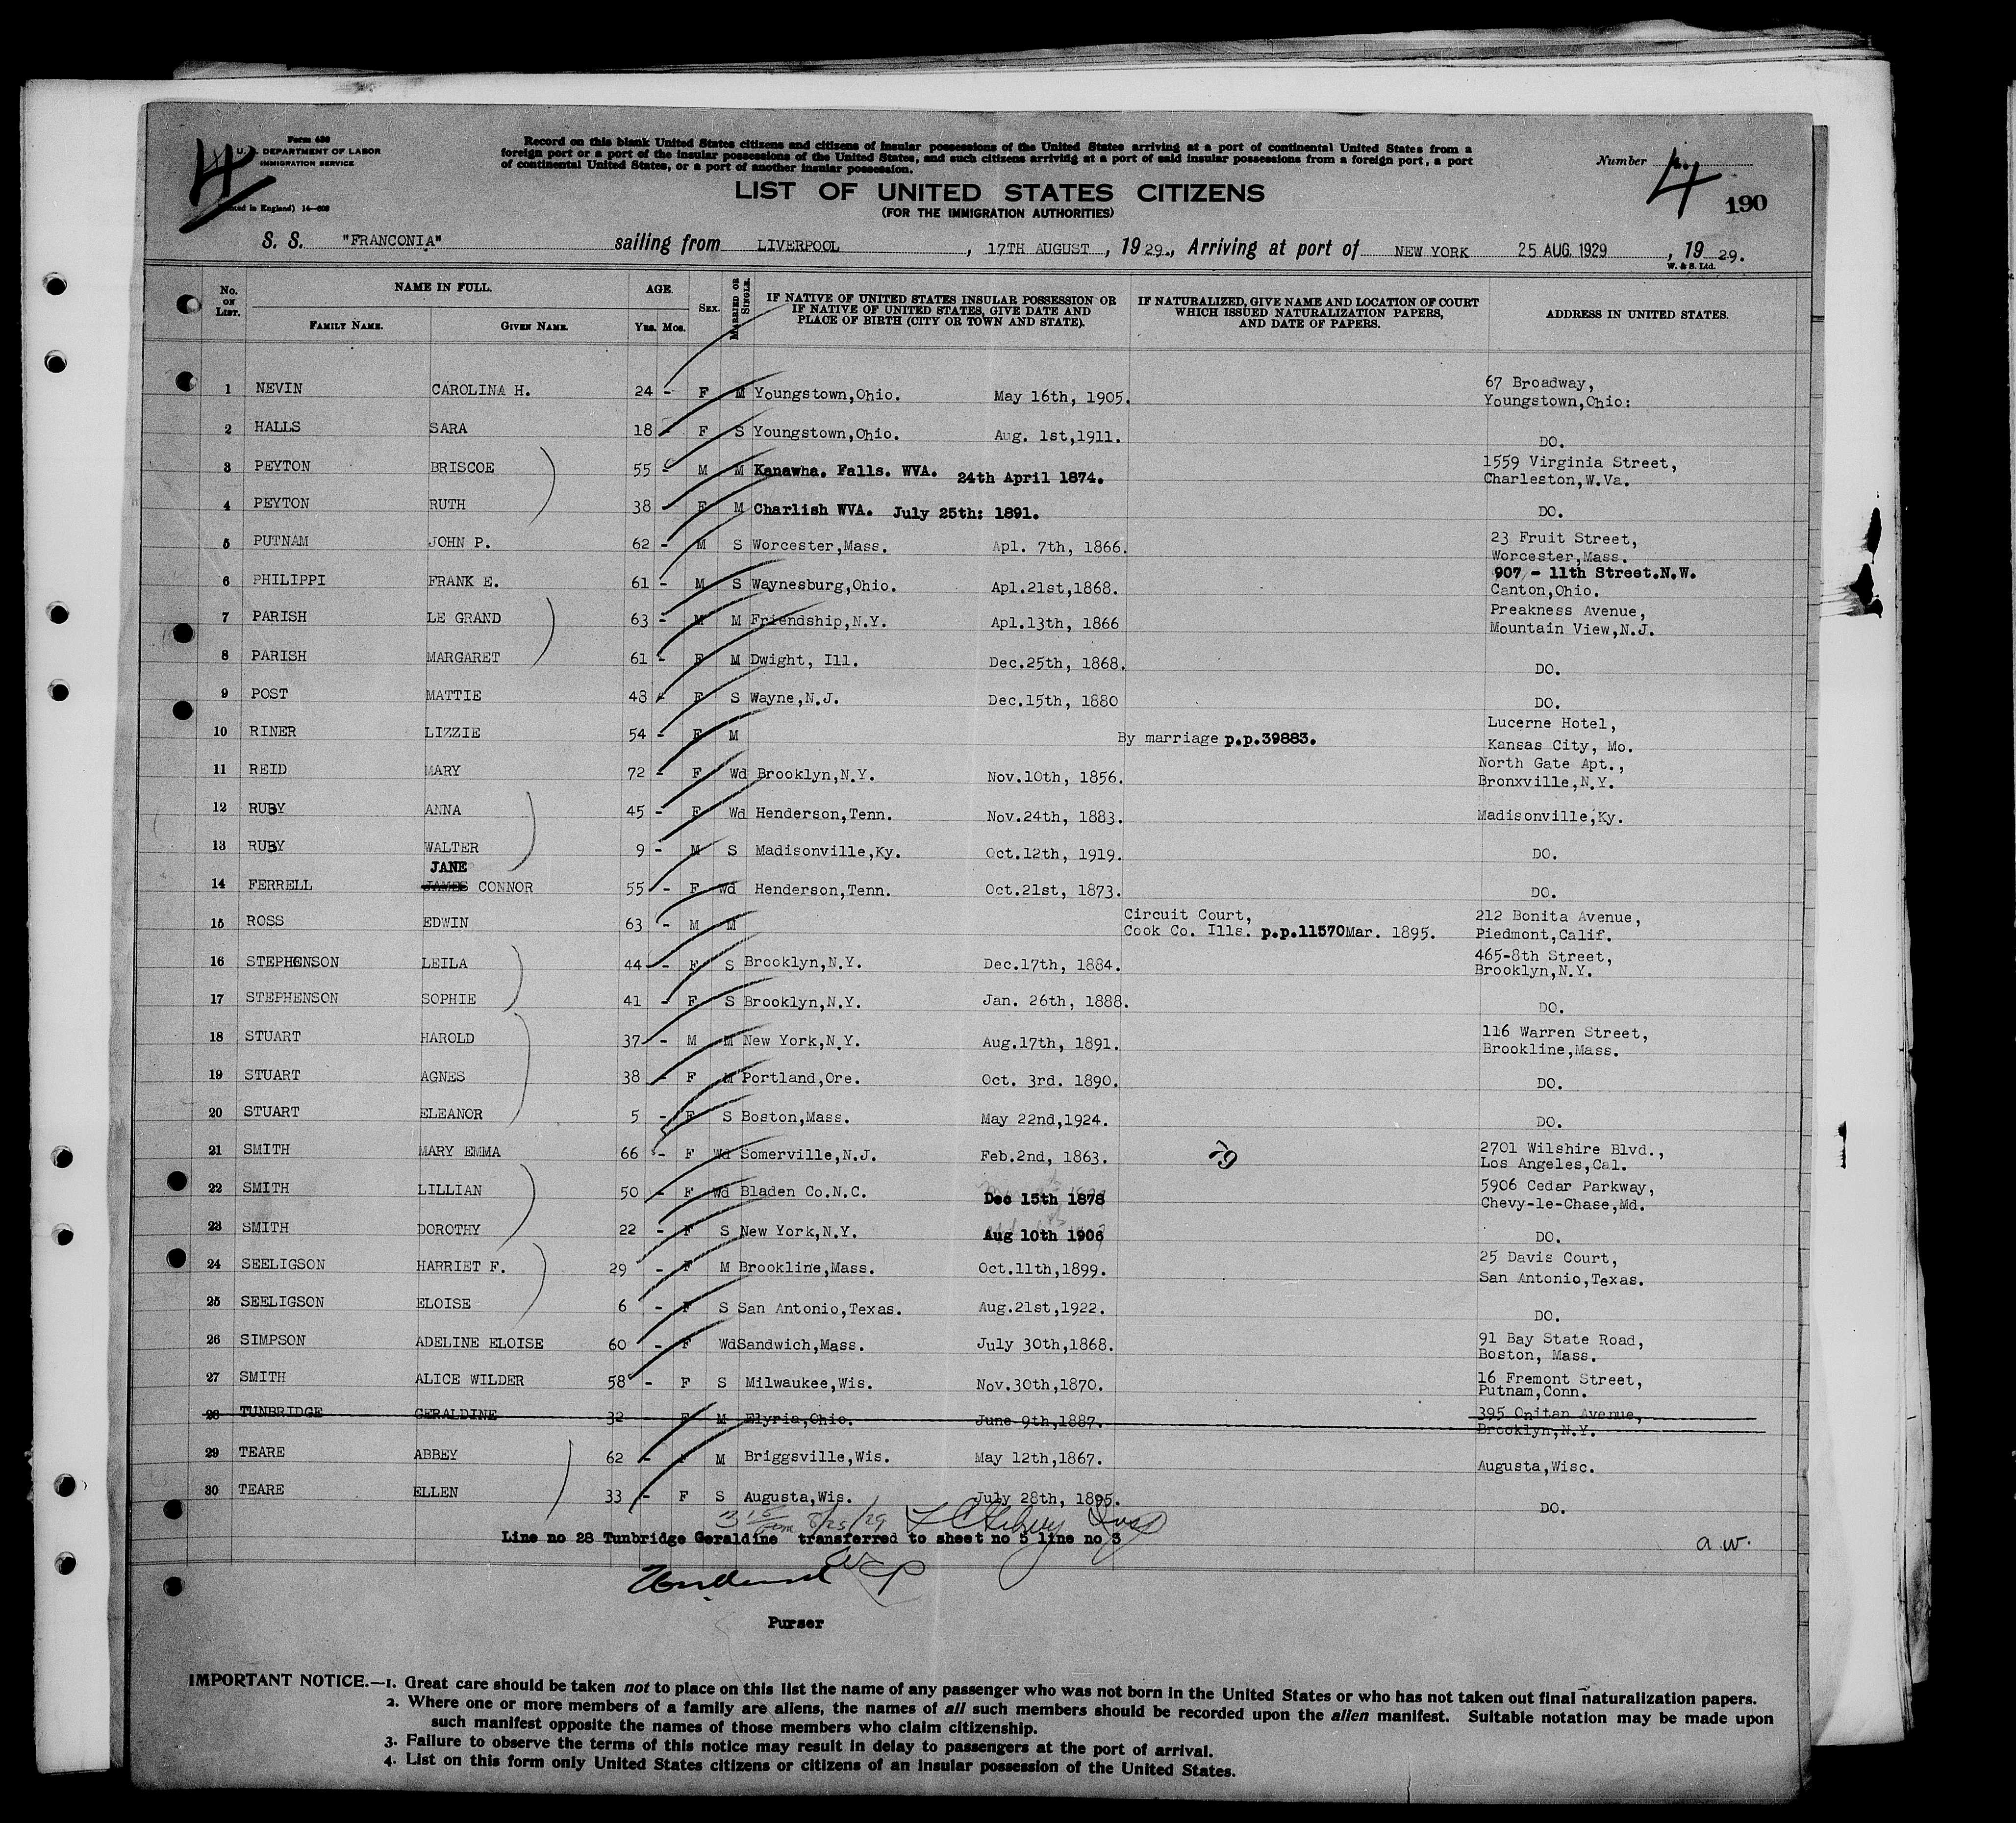 Form 630
U. S. DEPARTMENT OF LABOR
IMMIGRATION SERVICE
(Printed in England) 14—608
4
Record on this blank United States citizens and citizens of insular possessions of the United States arriving at a port of continental United States from a
foreign port or a port of the insular possessions of the United States, and such citizens arriving at a port of said insular possessions from a foreign port, a port
of continental United States, or a port of another insular possession.
Number 4
190
LIST OF UNITED STATES CITIZENS
(FOR THE IMMIGRATION AUTHORITIES)
S. S. "FRANCONIA" sailing from LIVERPOOL, 17TH AUGUST, 1929., Arriving at port of NEW YORK 25 AUG. 1929, 1929.
W. & S. Ltd.
No. ON LIST. NAME IN FULL. FAMILY NAME. GIVEN NAME. AGE. YRS. MOS. SEX. MARRIED OR SINGLE. IF NATIVE OF UNITED STATES INSULAR POSSESSION OR IF NATIVE OF UNITED STATES, GIVE DATE AND PLACE OF BIRTH (CITY OR TOWN AND STATE). IF NATURALIZED, GIVE NAME AND LOCATION OF COURT WHICH ISSUED NATURALIZATION PAPERS, AND DATE OF PAPERS. ADDRESS IN UNITED STATES.
1 NEVIN CAROLINA H. 24 - F M Youngstown,Ohio. May 16th, 1905. 67 Broadway, Youngstown,Ohio:
2 HALLS SARA 18 - F S Youngstown,Ohio. Aug. 1st,1911. DO.
3 PEYTON BRISCOE 55 - M M Kanawha. Falls. WVA. 24th April 1874. 1559 Virginia Street, Charleston,W.Va.
4 PEYTON RUTH 38 - F M Charlish WVA. July 25th: 1891. DO.
5 PUTNAM JOHN P. 62 - M S Worcester,Mass. Apl. 7th, 1866. 23 Fruit Street, Worcester,Mass.
6 PHILIPPI FRANK E. 61 - M S Waynesburg,Ohio. Apl.21st,1868. 907 - 11th Street.N.W. Canton,Ohio.
7 PARISH LE GRAND 63 - M M Friendship,N.Y. Apl.13th, 1866 Preakness Avenue, Mountain View,N.J.
8 PARISH MARGARET 61 - F M Dwight, Ill. Dec.25th, 1868. DO.
9 POST MATTIE 48 - F S Wayne,N.J. Dec.15th, 1880 DO.
10 RINER LIZZIE 54 - F M By marriage p.p.39883. Lucerne Hotel, Kansas City, Mo.
11 REID MARY 72 - F Wd Brooklyn,N.Y. Nov.10th, 1856. North Gate Apt., Bronxville,N.Y.
12 RUBY ANNA 45 - F Wd Henderson,Tenn. Nov.24th, 1883. Madisonville,Ky.
13 RUBY WALTER 9 - M S Madisonville,Ky. Oct.12th, 1919. DO.
JANE
14 FERRELL JAMES CONNOR 55 - F Wd Henderson,Tenn. Oct.21st, 1873. DO.
15 ROSS EDWIN 63 - M M Circuit Court, Cook Co. Ills. p.p.11570 Mar. 1895. 212 Bonita Avenue, Piedmont,Calif.
16 STEPHENSON LEILA 44 - F S Brooklyn,N.Y. Dec.17th, 1884. 465-8th Street, Brooklyn,N.Y.
17 STEPHENSON SOPHIE 41 - F S Brooklyn,N.Y. Jan. 26th, 1888. DO.
18 STUART HAROLD 37 - M M New York,N.Y. Aug.17th, 1891. 116 Warren Street, Brookline,Mass.
19 STUART AGNES 38 - F M Portland,Ore. Oct. 3rd. 1890. DO.
20 STUART ELEANOR 5 - F S Boston,Mass. May 22nd,1924. DO.
21 SMITH MARY EMMA 66 - F Wd Somerville,N.J. Feb.2nd, 1863. 2701 Wilshire Blvd., Los Angeles,Cal.
22 SMITH LILLIAN 50 - F Wd Bladen Co.N.C. Dec 15th 1878 5906 Cedar Parkway, Chevy-le-Chase,Md.
23 SMITH DOROTHY 22 - F S New York,N.Y. Aug 10th 1906 DO.
24 SEELIGSON HARRIET F. 29 - F M Brookline,Mass. Oct.11th,1899. 25 Davis Court, San Antonio,Texas.
25 SEELIGSON ELOISE 6 - F S San Antonio,Texas. Aug.21st,1922. DO.
26 SIMPSON ADELINE ELOISE 60 - F Wd Sandwich,Mass. July 30th,1868. 91 Bay State Road, Boston, Mass.
27 SMITH ALICE WILDER 58 - F S Milwaukee,Wis. Nov.30th,1870. 16 Fremont Street, Putnam,Conn.
28 TUNBRIDGE GERALDINE 32 F M Elyria,Ohio. June 9th,1887. 395 Onitan Avenue, Brooklyn,N.Y.
29 TEARE ABBEY 62 - F M Briggsville,Wis. May 12th,1867. Augusta,Wisc.
30 TEARE ELLEN 33 - F S Augusta,Wis. July 28th, 1895. DO.
8/25/29
Line no 28 Tunbridge Geraldine transferred to sheet no 5 line no 3
a w.
Purser
IMPORTANT NOTICE.—1. Great care should be taken not to place on this list the name of any passenger who was not born in the United States or who has not taken out final naturalization papers.
2. Where one or more members of a family are aliens, the names of all such members should be recorded upon the alien manifest. Suitable notation may be made upon
such manifest opposite the names of those members who claim citizenship.
3. Failure to observe the terms of this notice may result in delay to passengers at the port of arrival.
4. List on this form only United States citizens or citizens of an insular possession of the United States.